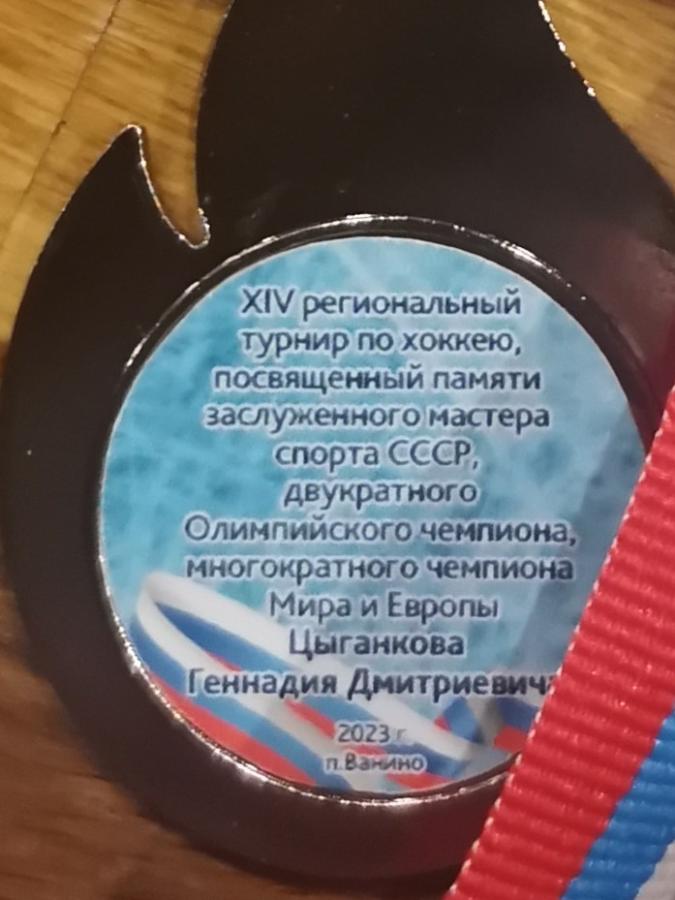 XIV региональный
турнир по хоккею,
посвященный памяти
заслуженного мастера
спорта СССР,
двукратного
Олимпийского чемпиона,
многократного чемпиона
Мира и Европы
Цыганкова
Геннадия Дмитриевича
2023 г.
п.Ванино